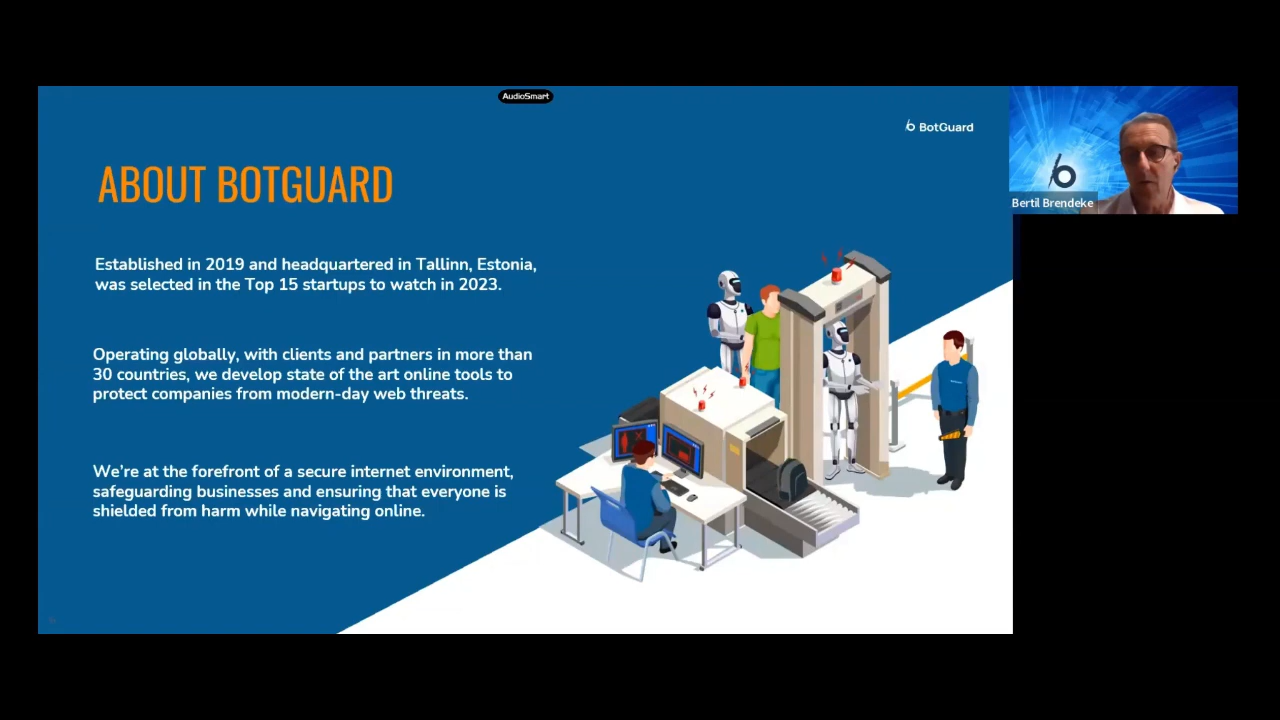 AudioSmart
BotGuard
ABOUT BOTGUARD
Established in 2019 and headquartered in Tallinn, Estonia,
was selected in the Top 15 startups to watch in 2023.
Operating globally, with clients and partners in more than
30 countries, we develop state of the art online tools to
protect companies from modern-day web threats.
We're at the forefront of a secure internet environment,
safeguarding businesses and ensuring that everyone is
shielded from harm while navigating online.
Bertil Brendeke